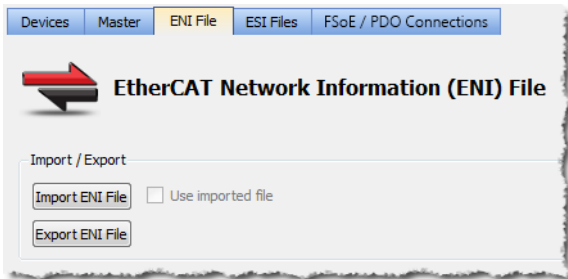 Devices Master ENI File ESI Files FSoE / PDO Connections
EtherCAT Network Information (ENI) File
Import / Export
Import ENI File Use imported file
Export ENI File